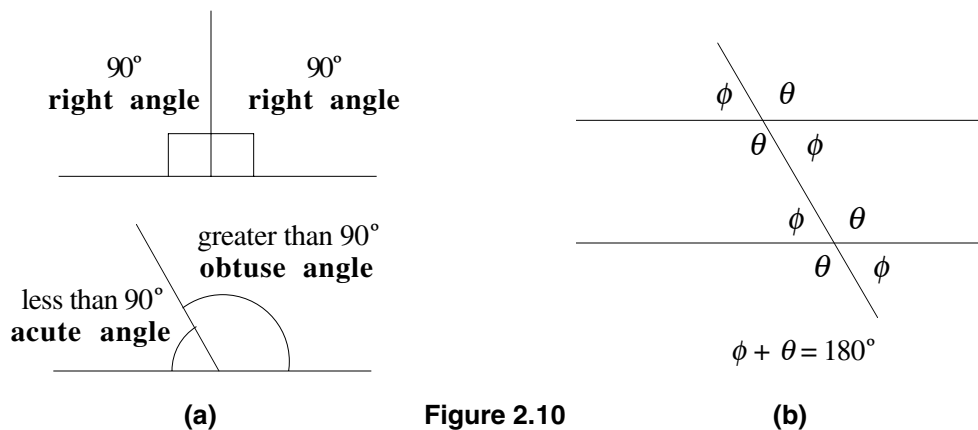 90° 90°
right angle right angle
greater than 90°
obtuse angle
less than 90°
acute angle
ϕ θ
θ ϕ
ϕ θ
θ ϕ
ϕ + θ = 180°
(a) Figure 2.10 (b)